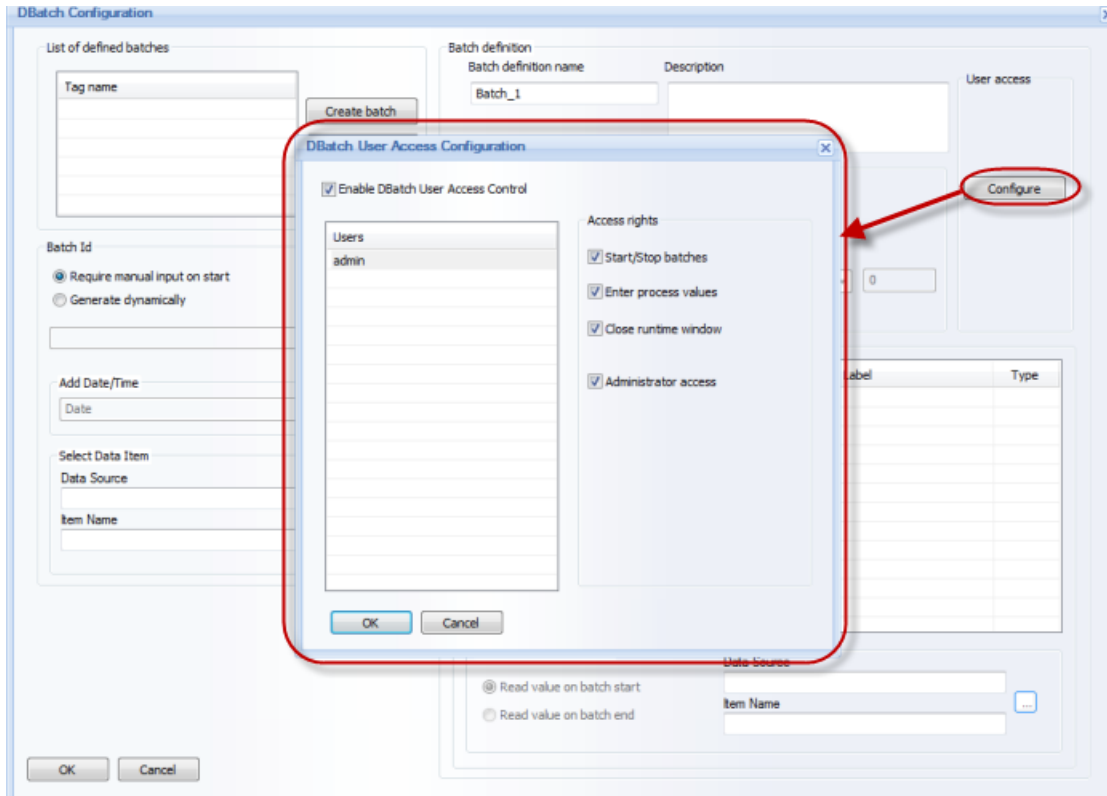 DBatch Configuration
List of defined batches
Tag name
Create batch
Batch definition
Batch definition name
Description
Batch_1
User access
Configure
DBatch User Access Configuration
Enable DBatch User Access Control
Users
admin
Access rights
Start/Stop batches
Enter process values
Close runtime window
Administrator access
OK
Cancel
Batch Id
Require manual input on start
Generate dynamically
0
Add Date/Time
Date
Select Data Item
Data Source
Item Name
Label
Type
Read value on batch start
Read value on batch end
Data Source
Item Name
...
OK
Cancel